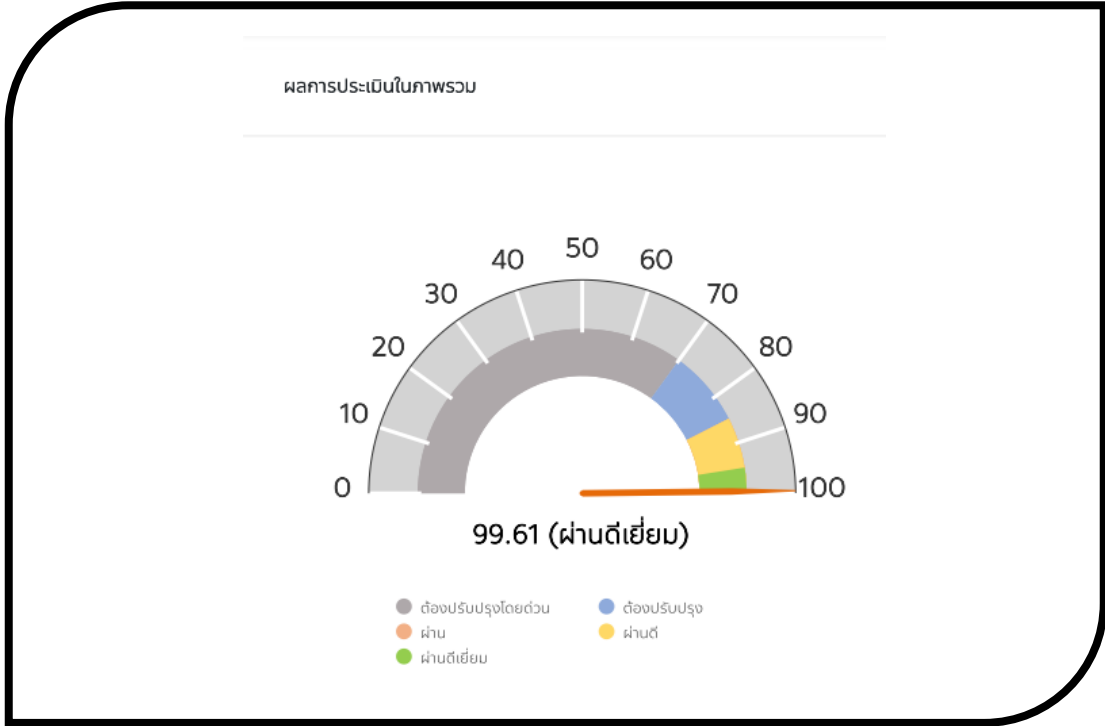 ผลการประเมินในภาพรวม
0
10
20
30
40
50
60
70
80
90
100
99.61 (ผ่านดีเยี่ยม)
ต้องปรับปรุงโดยด่วน
ต้องปรับปรุง
ผ่าน
ผ่านดี
ผ่านดีเยี่ยม